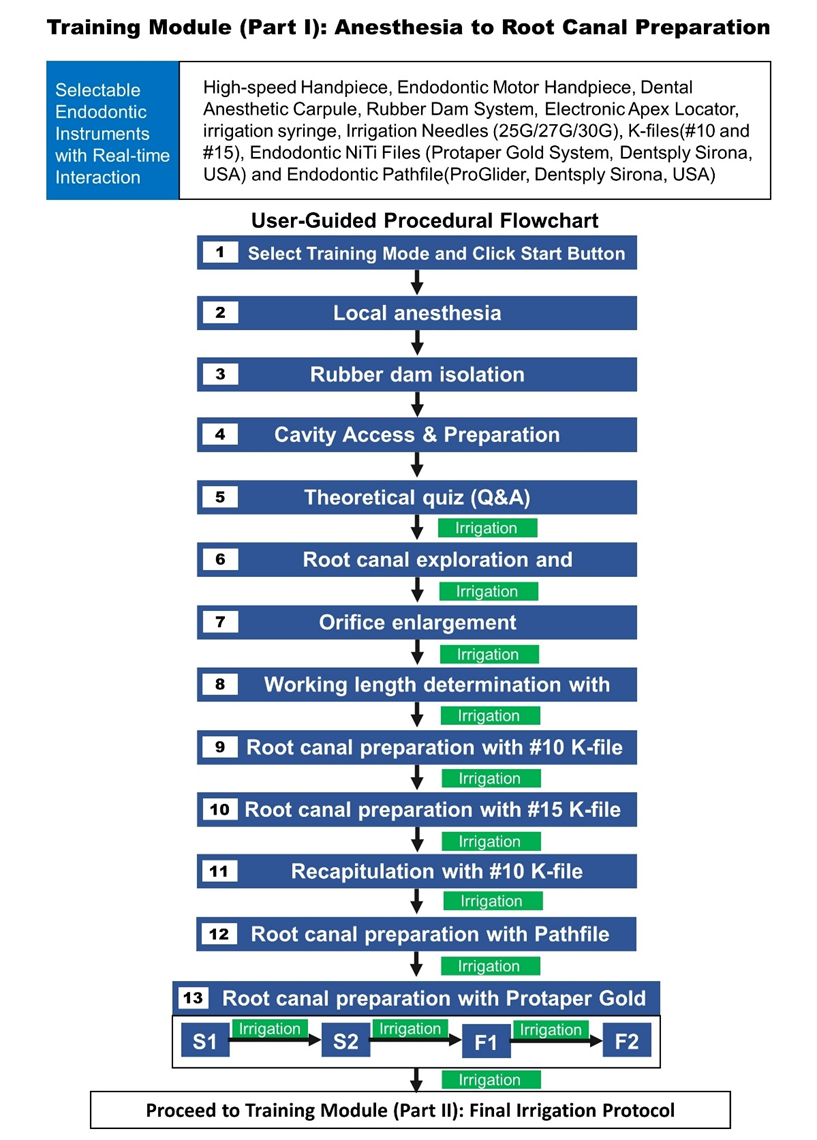 Training Module (Part I): Anesthesia to Root Canal Preparation
Selectable
Endodontic
Instruments
with Real-time
Interaction
High-speed Handpiece, Endodontic Motor Handpiece, Dental
Anesthetic Carpule, Rubber Dam System, Electronic Apex Locator,
irrigation syringe, Irrigation Needles (25G/27G/30G), K-files(#10 and
#15), Endodontic NiTi Files (Protaper Gold System, Dentsply Sirona,
USA) and Endodontic Pathfile(ProGlider, Dentsply Sirona, USA)
User-Guided Procedural Flowchart
1 Select Training Mode and Click Start Button
2 Local anesthesia
3 Rubber dam isolation
4 Cavity Access & Preparation
5 Theoretical quiz (Q&A)
Irrigation
6 Root canal exploration and
Irrigation
7 Orifice enlargement
Irrigation
8 Working length determination with
Irrigation
9 Root canal preparation with #10 K-file
Irrigation
10 Root canal preparation with #15 K-file
Irrigation
11 Recapitulation with #10 K-file
Irrigation
12 Root canal preparation with Pathfile
Irrigation
13 Root canal preparation with Protaper Gold
S1 Irrigation S2 Irrigation F1 Irrigation F2
Irrigation
Proceed to Training Module (Part II): Final Irrigation Protocol